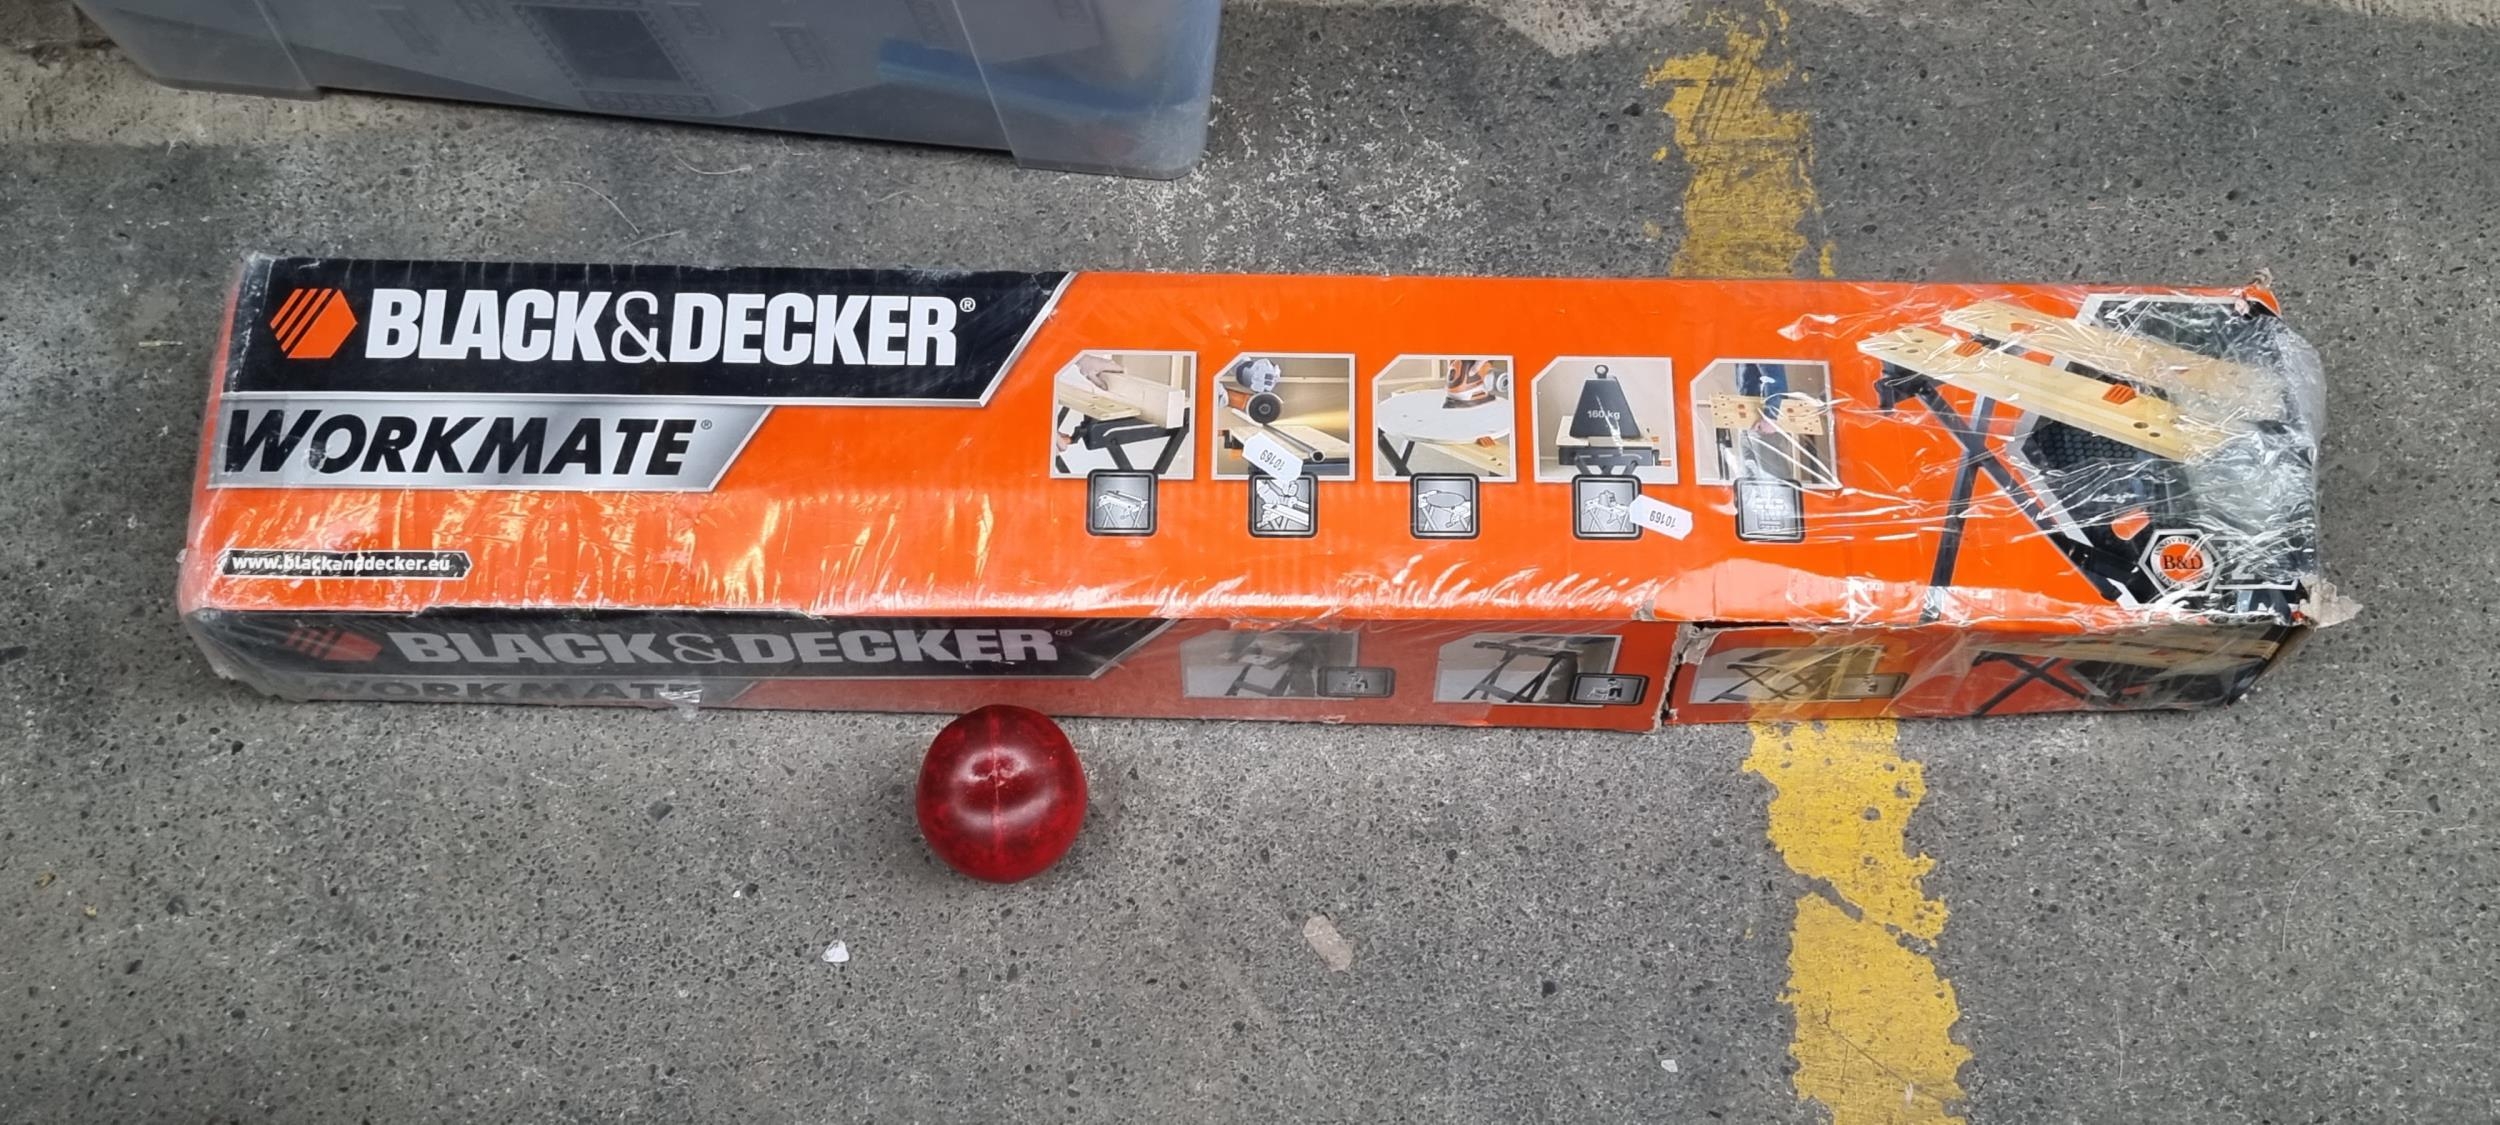 BLACK&DECKER®
WORKMATE®
160 kg
10169
10169
www.blackanddecker.eu
B&D
BLACK&DECKER®
WORKMATE